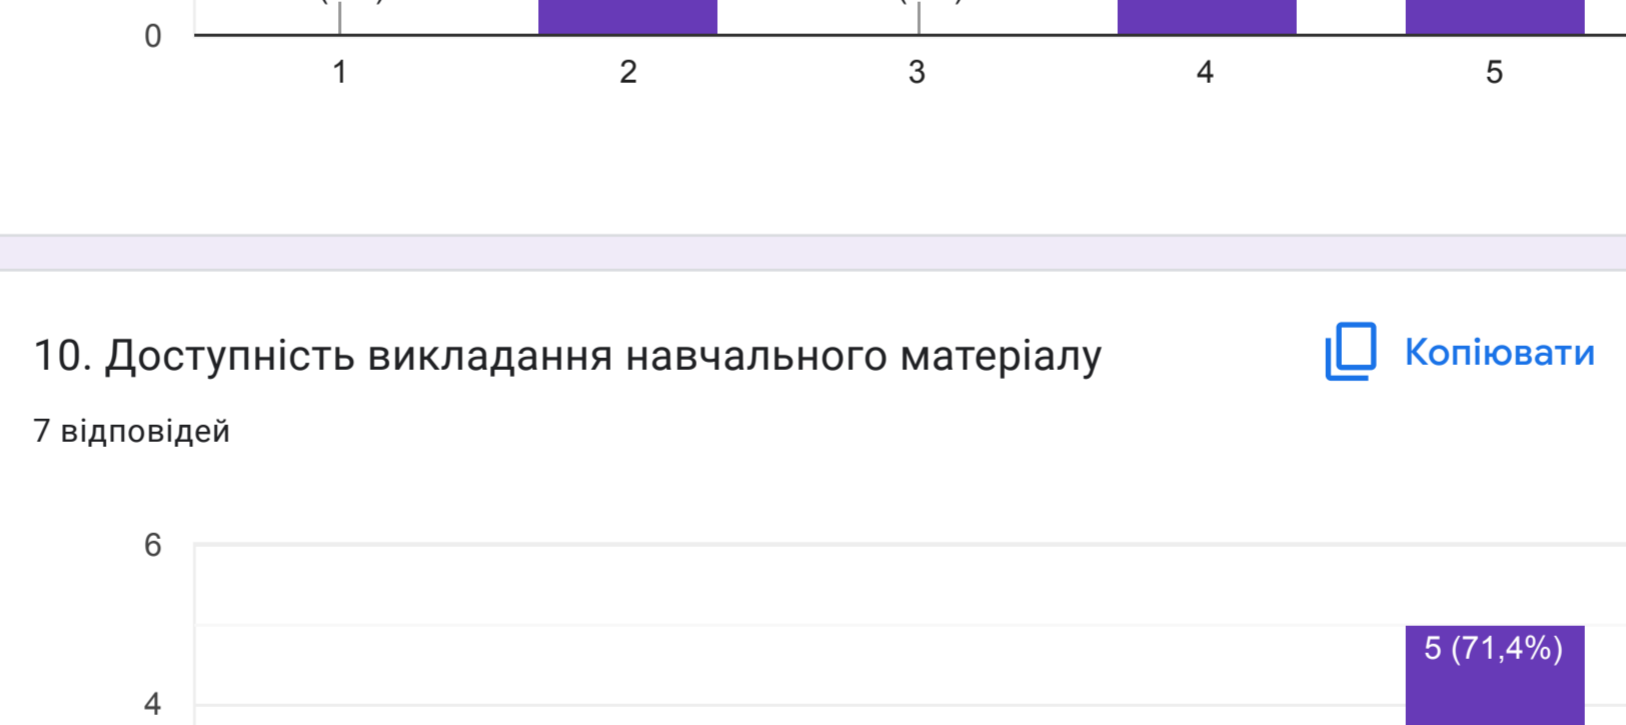 0
1 2 3 4 5
10. Доступність викладання навчального матеріалу
Копіювати
7 відповідей
6
5 (71,4%)
4